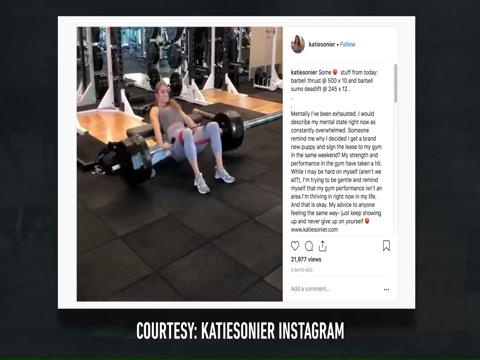 katiesonier • Follow
katiesonier Some 🍑 stuff from today:
barbell thrust @ 500 x 10 and barbell
sumo deadlift @ 245 x 12 .
.
.
Mentally I've been exhausted. I would
describe my mental state right now as
constantly overwhelmed. Someone
remind me why I decided I get a brand
new puppy and sign the lease to my gym
in the same weekend? My strength and
performance in the gym have taken a hit.
While I may be hard on myself (aren't we
all?), I'm trying to be gentle and remind
myself that my gym performance isn't an
area I'm thriving in right now in my life.
And that is okay. My advice to anyone
feeling the same way- just keep showing
up and never give up on yourself
www.katiesonier.com
21,977 views
4 DAYS AGO
Add a comment...
COURTESY: KATIESONIER INSTAGRAM